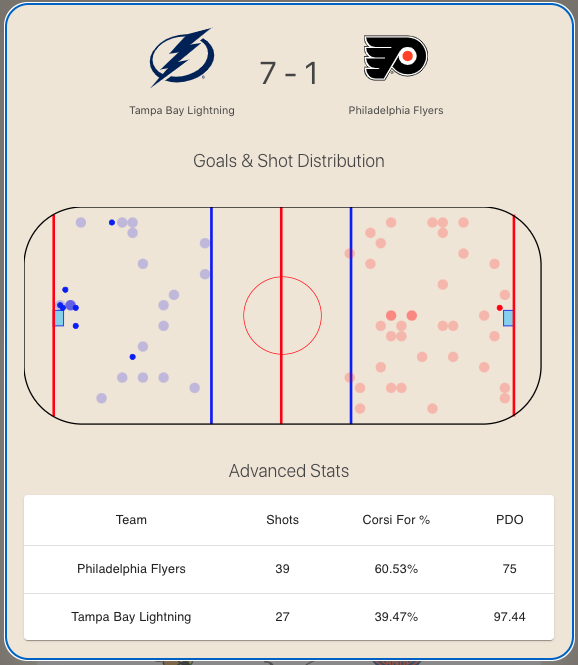 7 - 1
Tampa Bay Lightning Philadelphia Flyers
Goals & Shot Distribution
Advanced Stats
Team Shots Corsi For % PDO
Philadelphia Flyers 39 60.53% 75
Tampa Bay Lightning 27 39.47% 97.44